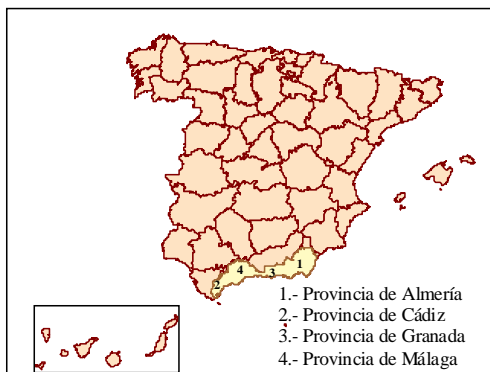 1
4
3
2
1.- Provincia de Almería
2.- Provincia de Cádiz
3.- Provincia de Granada
4.- Provincia de Málaga